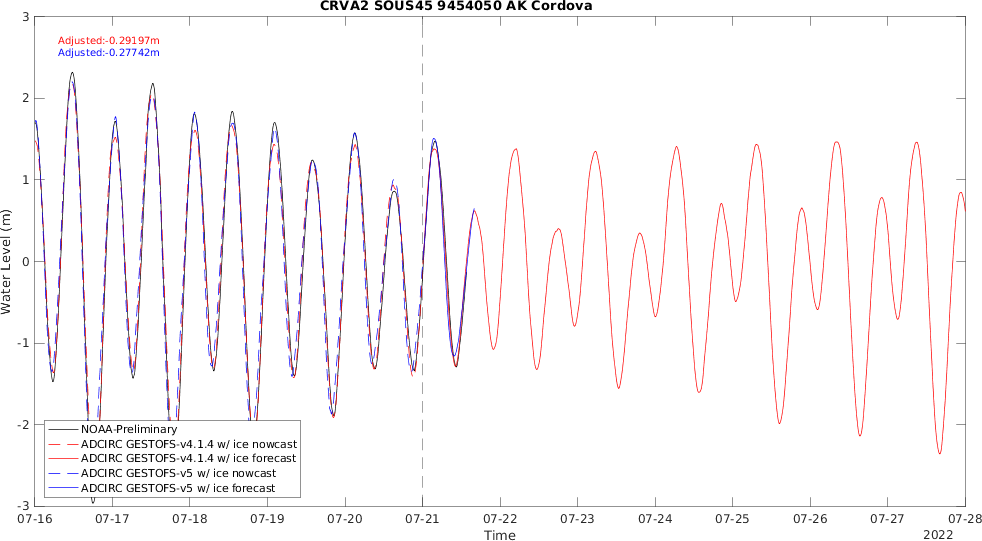 CRVA2 SOUS45 9454050 AK Cordova
Adjusted:-0.29197m
Adjusted:-0.27742m
3
2
1
0
-1
-2
-3
Water Level (m)
NOAA-Preliminary
ADCIRC GESTOFS-v4.1.4 w/ ice nowcast
ADCIRC GESTOFS-v4.1.4 w/ ice forecast
ADCIRC GESTOFS-v5 w/ ice nowcast
ADCIRC GESTOFS-v5 w/ ice forecast
07-16 07-17 07-18 07-19 07-20 07-21 07-22 07-23 07-24 07-25 07-26 07-27 07-28
Time
2022